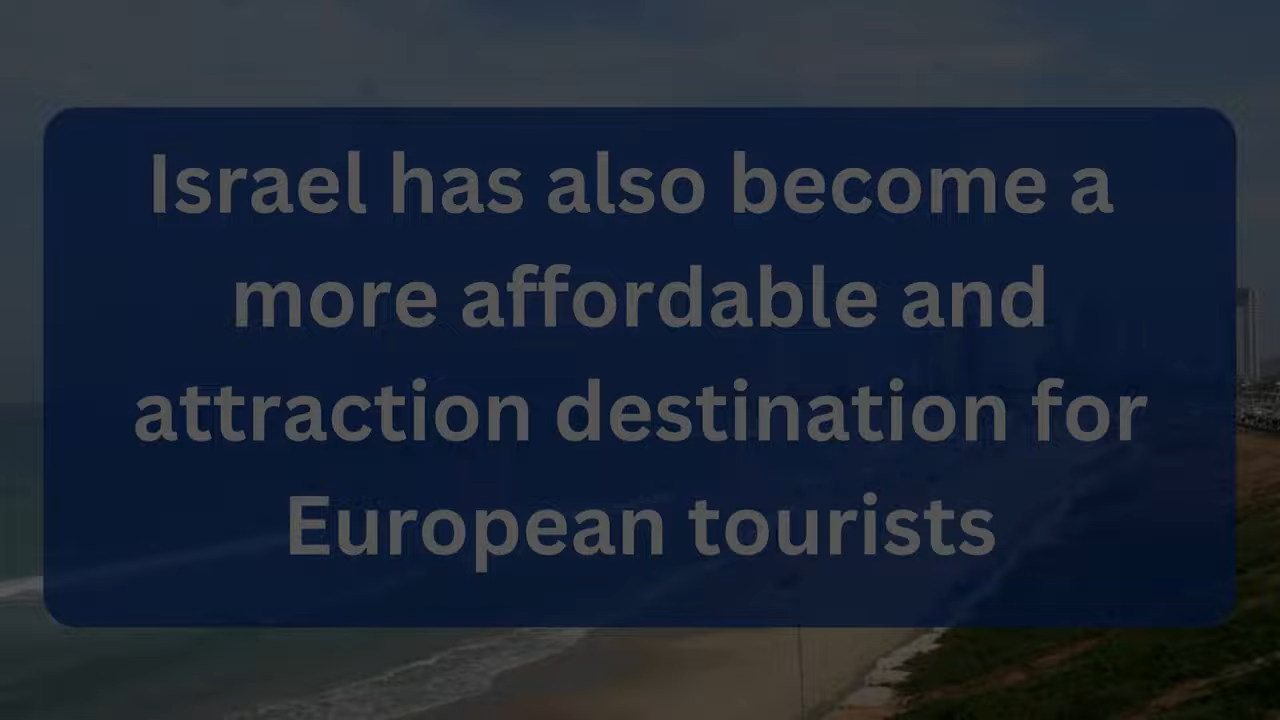 Israel has also become a
more affordable and
attraction destination for
European tourists